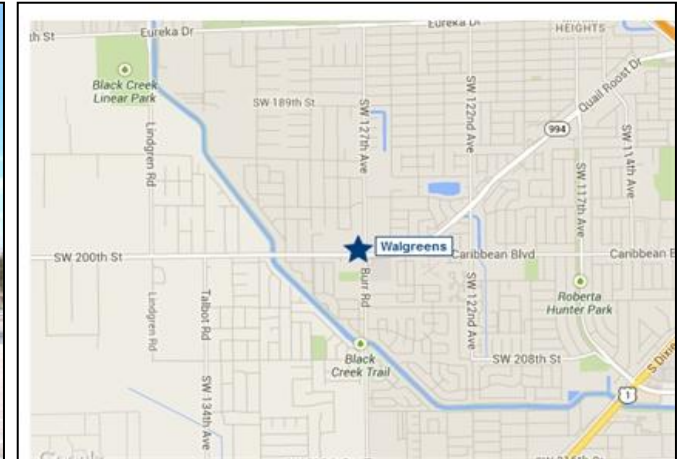 th St
Eureka Dr
Eureka Dr
HEIGHTS
Black Creek
Linear Park
SW 189th St
Quail Roost Dr
994
Lindgren Rd
SW 127th Ave
SW 122nd Ave
SW 114th Ave
SW 117th Ave
SW 200th St
Walgreens
Caribbean Blvd
Caribbean B
Lindgren Rd
Talbot Rd
Burr Rd
SW 122nd Ave
Roberta
Hunter Park
Black
Creek Trail
SW 208th St
S Dixie
SW 134th Ave
1